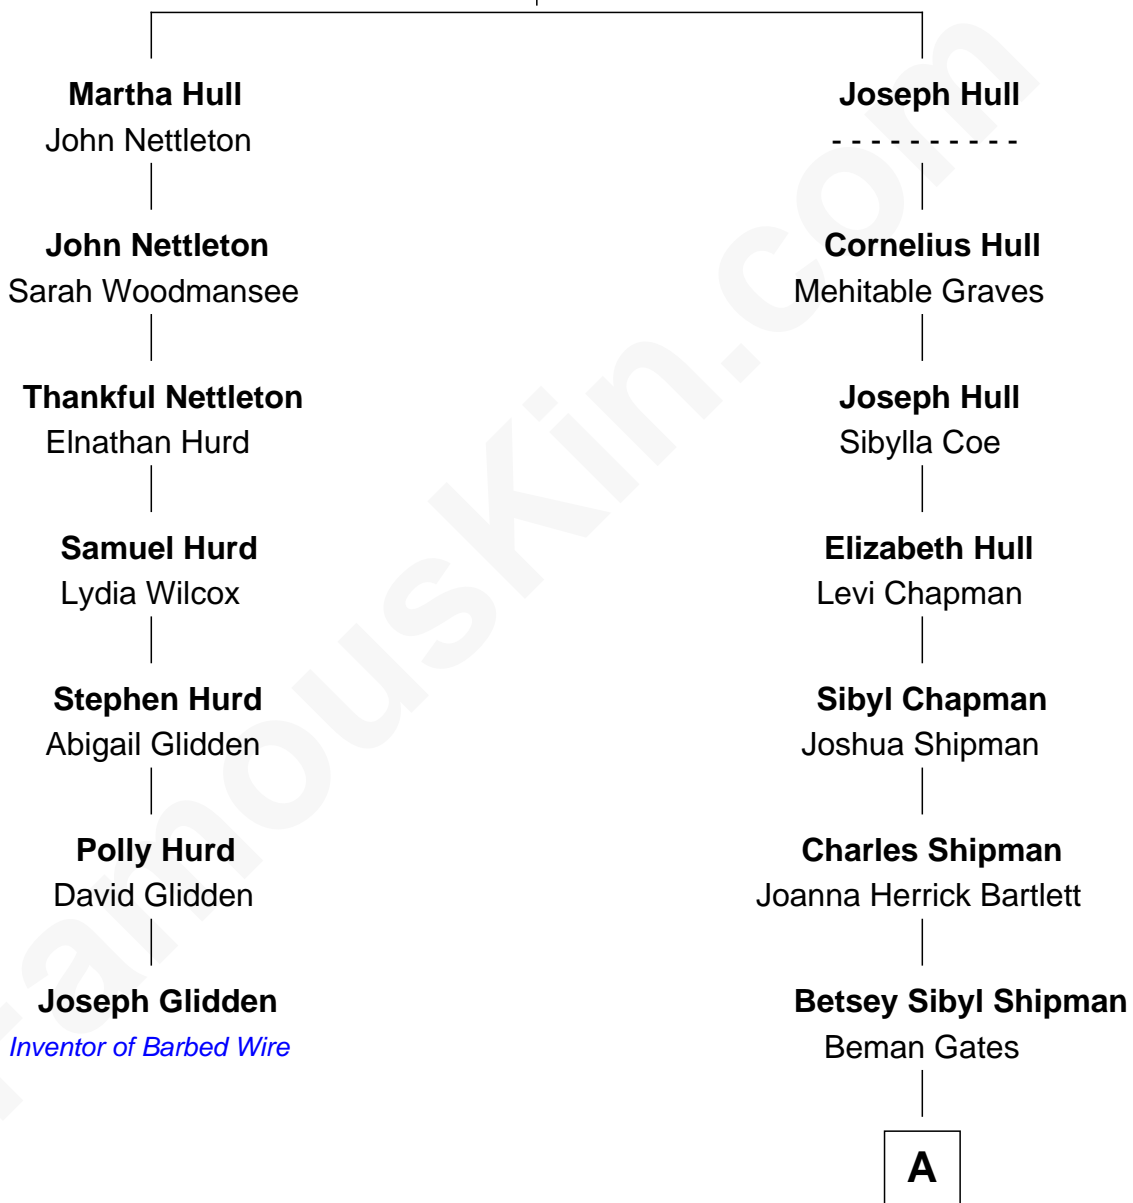 Martha Hull
John Nettleton
Joseph Hull
- - - - - - - - - -
John Nettleton
Sarah Woodmansee
Cornelius Hull
Mehitable Graves
Thankful Nettleton
Elnathan Hurd
Joseph Hull
Sibylla Coe
Samuel Hurd
Lydia Wilcox
Elizabeth Hull
Levi Chapman
Stephen Hurd
Abigail Glidden
Sibyl Chapman
Joshua Shipman
Polly Hurd
David Glidden
Charles Shipman
Joanna Herrick Bartlett
Joseph Glidden
Inventor of Barbed Wire
Betsey Sibyl Shipman
Beman Gates
A
FamousKin.com